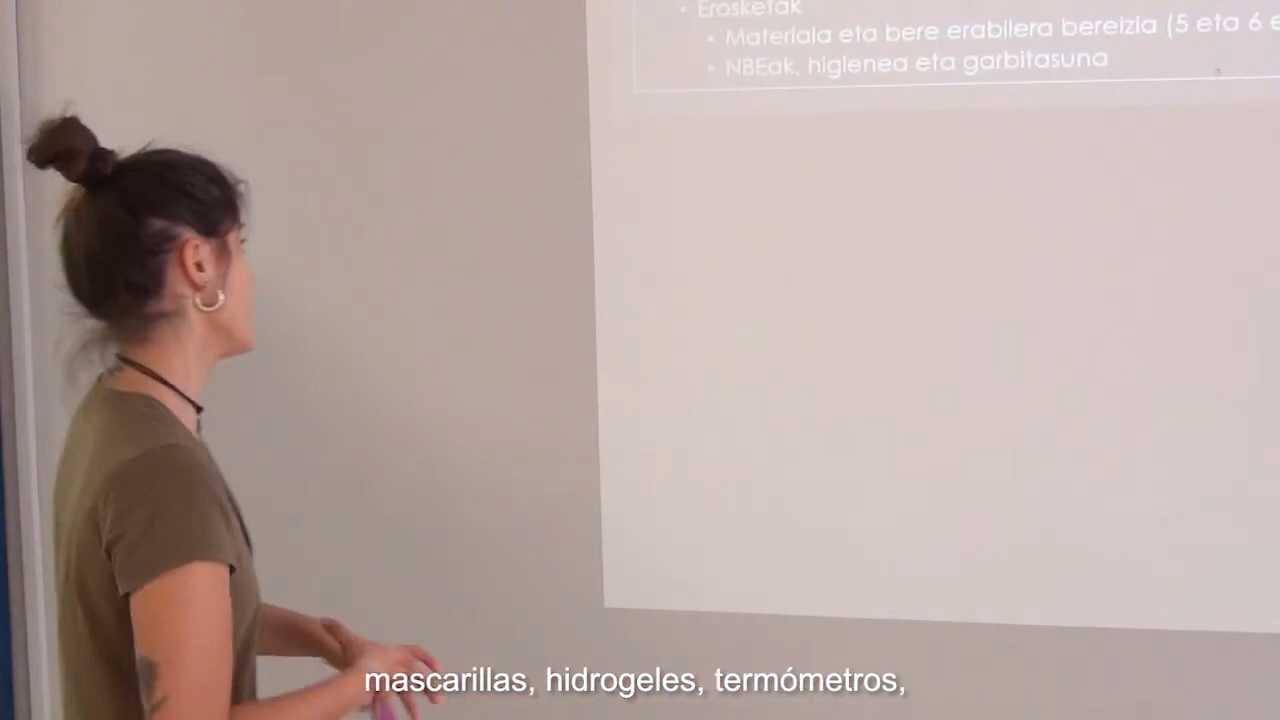 • Erosketak
• Materiala eta bere erabilera bereizia (5 eta 6 e
• NBEak, higienea eta garbitasuna
mascarillas, hidrogeles, termómetros,